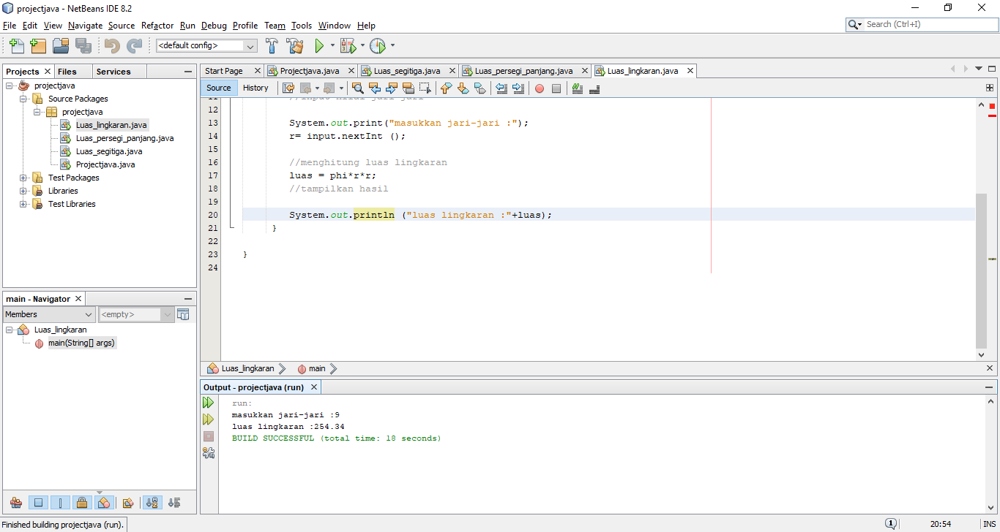 projectjava - NetBeans IDE 8.2
File Edit View Navigate Source Refactor Run Debug Profile Team Tools Window Help
Search (Ctrl+I)
<default config>
Projects Files Services
projectjava
Source Packages
projectjava
Luas_lingkaran.java
Luas_persegi_panjang.java
Luas_segitiga.java
Projectjava.java
Test Packages
Libraries
Test Libraries
main - Navigator
Members <empty>
Luas_lingkaran
main(String[] args)
Start Page Projectjava.java Luas_segitiga.java Luas_persegi_panjang.java Luas_lingkaran.java
Source History
12
13 System.out.print("masukkan jari-jari :");
14 r= input.nextInt ();
15
16 //menghitung luas lingkaran
17 luas = phi*r*r;
18 //tampilkan hasil
19
20 System.out.println ("luas lingkaran :"+luas);
21 }
22
23 }
24
Luas_lingkaran main
Output - projectjava (run)
run:
masukkan jari-jari :9
luas lingkaran :254.34
BUILD SUCCESSFUL (total time: 18 seconds)
Finished building projectjava (run).
1 20:54 INS